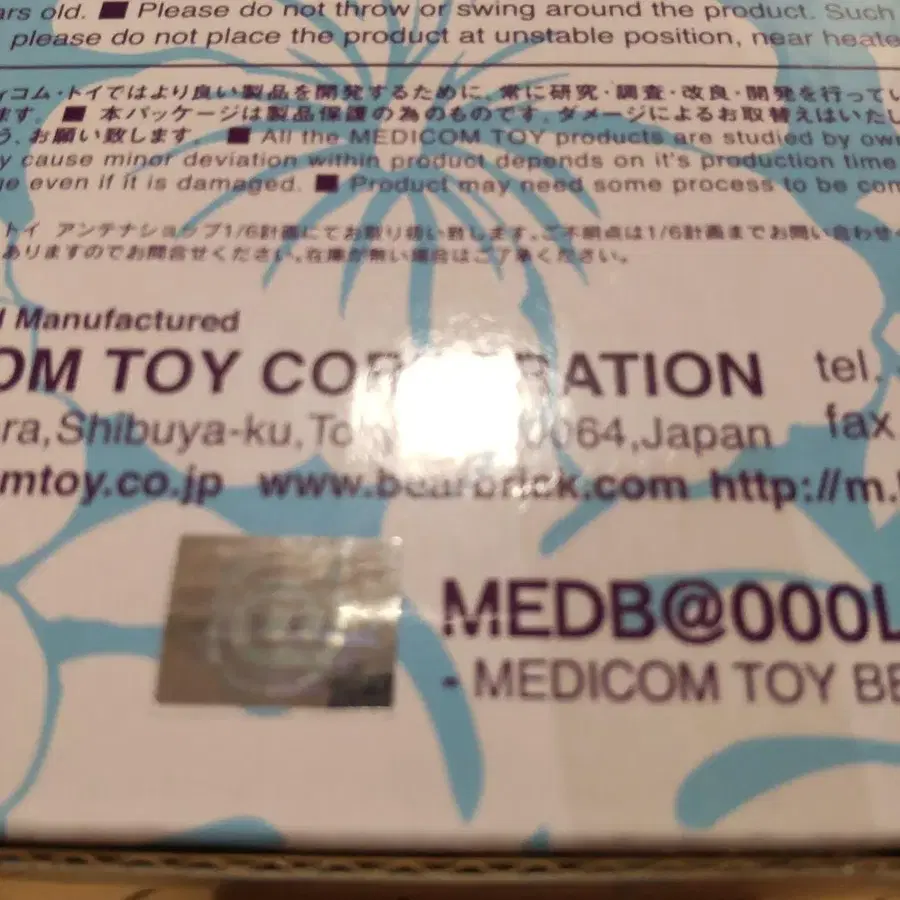 ars old. ■ Please do not throw or swing around the product. Such
please do not place the product at unstable position, near heate
ィコム・トイではより良い製品を開発するために、常に研究・調査・改良・開発を行ってい
ます。 ■ 本パッケージは製品保護の為のものです。ダメージによるお取替えはいたし
う、お願い致します。 ■ All the MEDICOM TOY products are studied by own
y cause minor deviation within product depends on it's production time
ge even if it is damaged. ■ Product may need some process to be com
トイ アンテナショップ1/6計画にてお取り扱い致します。ご不明点は1/6計画までお問い合わせ
ありますのでお問合せください。在庫が無い場合はご了承ください。
d Manufactured
OM TOY CORPORATION tel.
ra,Shibuya-ku, 0064,Japan fax
mtoy.co.jp www.bearbrick.com http://m.
MEDB@000L
- MEDICOM TOY BE